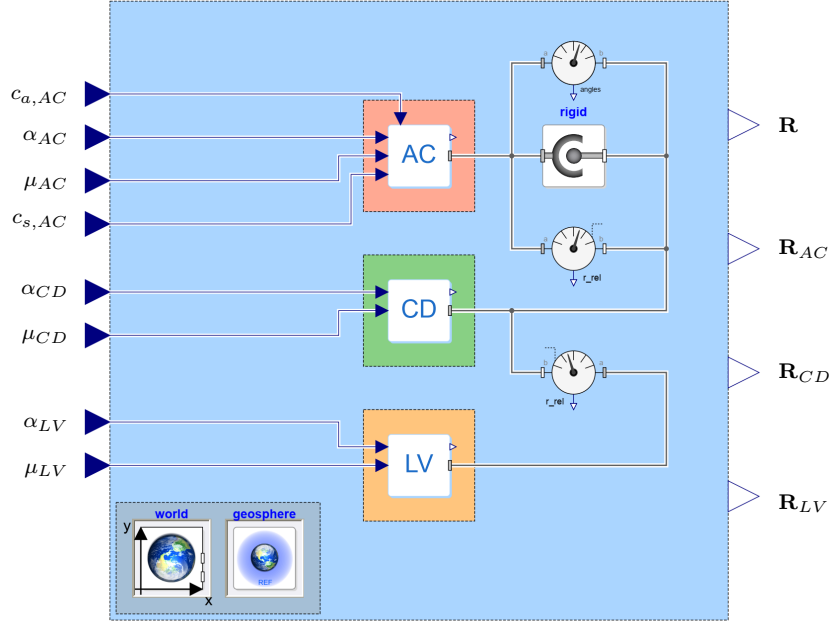 a b
angles
c_{a,AC}
α_{AC}
μ_{AC}
c_{s,AC}
AC
rigid
R
a b
r_rel
R_{AC}
α_{CD}
μ_{CD}
CD
b a
r_rel
R_{CD}
α_{LV}
μ_{LV}
LV
R_{LV}
world
geosphere
y
x
REF